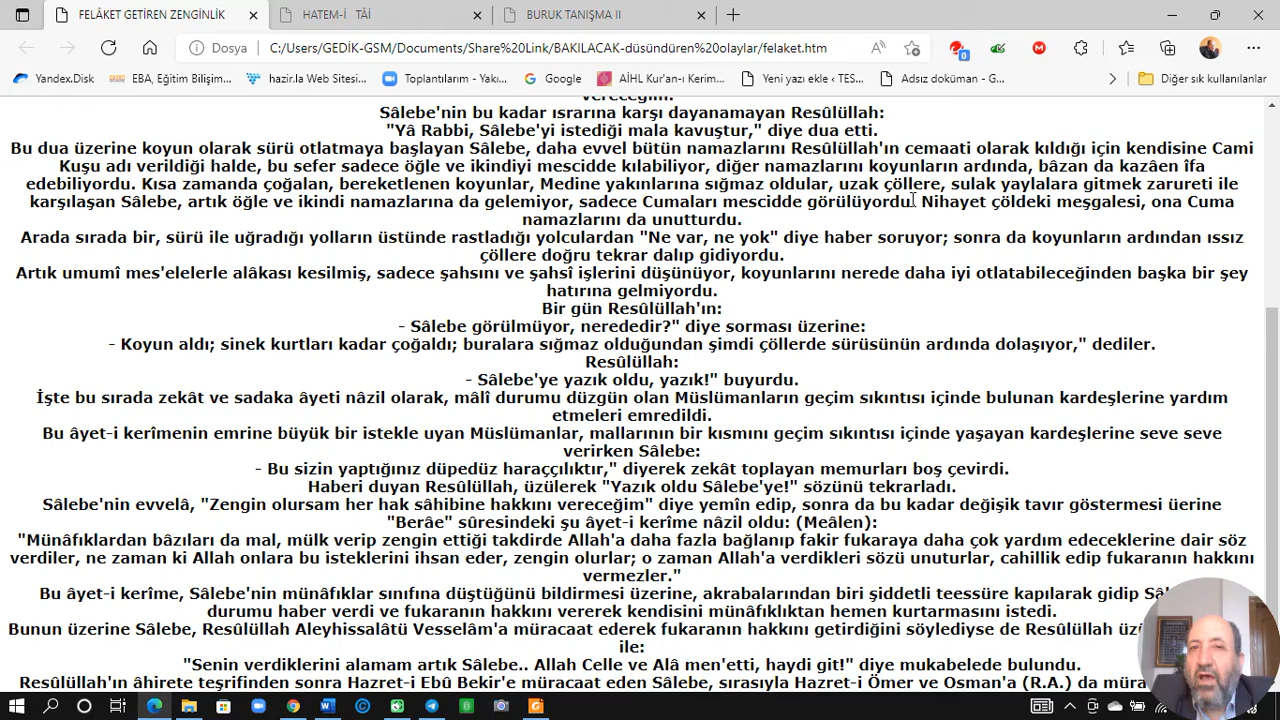 FELÂKET GETİREN ZENGİNLİK
HATEM-İ TÂİ
BURUK TANIŞMA II
Dosya
C:/Users/GEDİK-GSM/Documents/Share%20Link/BAKILACAK-düsündüren%20olaylar/felaket.htm
Yandex.Disk
EBA, Eğitim Bilişim...
hazir.la Web Sitesi...
Toplantılarım - Yakı...
Google
AİHL Kur'an-ı Kerim...
Yeni yazı ekle ‹ TES...
Adsız doküman - G...
Diğer sık kullanılanlar
vereceğim.
Sâlebe'nin bu kadar ısrarına karşı dayanamayan Resûlüllah:
"Yâ Rabbi, Sâlebe'yi istediği mala kavuştur," diye dua etti.
Bu dua üzerine koyun olarak sürü otlatmaya başlayan Sâlebe, daha evvel bütün namazlarını Resûlüllah'ın cemaati olarak kıldığı için kendisine Cami
Kuşu adı verildiği halde, bu sefer sadece öğle ve ikindiyi mescidde kılabiliyor, diğer namazlarını koyunların ardında, bâzan da kazâen îfa
edebiliyordu. Kısa zamanda çoğalan, bereketlenen koyunlar, Medine yakınlarına sığmaz oldular, uzak çöllere, sulak yaylalara gitmek zarureti ile
karşılaşan Sâlebe, artık öğle ve ikindi namazlarına da gelemiyor, sadece Cumaları mescidde görülüyordu. Nihayet çöldeki meşgalesi, ona Cuma
namazlarını da unutturdu.
Arada sırada bir, sürü ile uğradığı yolların üstünde rastladığı yolculardan "Ne var, ne yok" diye haber soruyor; sonra da koyunların ardından ıssız
çöllere doğru tekrar dalıp gidiyordu.
Artık umumî mes'elelerle alâkası kesilmiş, sadece şahsını ve şahsî işlerini düşünüyor, koyunlarını nerede daha iyi otlatabileceğinden başka bir şey
hatırına gelmiyordu.
Bir gün Resûlüllah'ın:
- Sâlebe görülmüyor, nerededir?" diye sorması üzerine:
- Koyun aldı; sinek kurtları kadar çoğaldı; buralara sığmaz olduğundan şimdi çöllerde sürüsünün ardında dolaşıyor," dediler.
Resûlüllah:
- Sâlebe'ye yazık oldu, yazık!" buyurdu.
İşte bu sırada zekât ve sadaka âyeti nâzil olarak, mâlî durumu düzgün olan Müslümanların geçim sıkıntısı içinde bulunan kardeşlerine yardım
etmeleri emredildi.
Bu âyet-i kerîmenin emrine büyük bir istekle uyan Müslümanlar, mallarının bir kısmını geçim sıkıntısı içinde yaşayan kardeşlerine seve seve
verirken Sâlebe:
- Bu sizin yaptığınız düpedüz haraççılıktır," diyerek zekât toplayan memurları boş çevirdi.
Haberi duyan Resûlüllah, üzülerek "Yazık oldu Sâlebe'ye!" sözünü tekrarladı.
Sâlebe'nin evvelâ, "Zengin olursam her hak sâhibine hakkını vereceğim" diye yemîn edip, sonra da bu kadar değişik tavır göstermesi üerine
"Berâe" sûresindeki şu âyet-i kerîme nâzil oldu: (Meâlen):
"Münâfıklardan bâzıları da mal, mülk verip zengin ettiği takdirde Allah'a daha fazla bağlanıp fakir fukaraya daha çok yardım edeceklerine dair söz
verdiler, ne zaman ki Allah onlara bu isteklerini ihsan eder, zengin olurlar; o zaman Allah'a verdikleri sözü unuturlar, cahillik edip fukaranın hakkını
vermezler."
Bu âyet-i kerîme, Sâlebe'nin münâfıklar sınıfına düştüğünü bildirmesi üzerine, akrabalarından biri şiddetli teessüre kapılarak gidip
durumu haber verdi ve fukaranın hakkını vererek kendisini münâfıklıktan hemen kurtarmasını istedi.
Bunun üzerine Sâlebe, Resûlüllah Aleyhissalâtü Vesselâm'a müracaat ederek fukaranın hakkını getirdiğini söylediyse de Resûlüllah
ile:
"Senin verdiklerini alamam artık Sâlebe.. Allah Celle ve Alâ men'etti, haydi git!" diye mukabelede bulundu.
Resûlüllah'ın âhirete teşrifinden sonra Hazret-i Ebû Bekir'e müracaat eden Sâlebe, sırasıyla Hazret-i Ömer ve Osman'a (R.A.) da